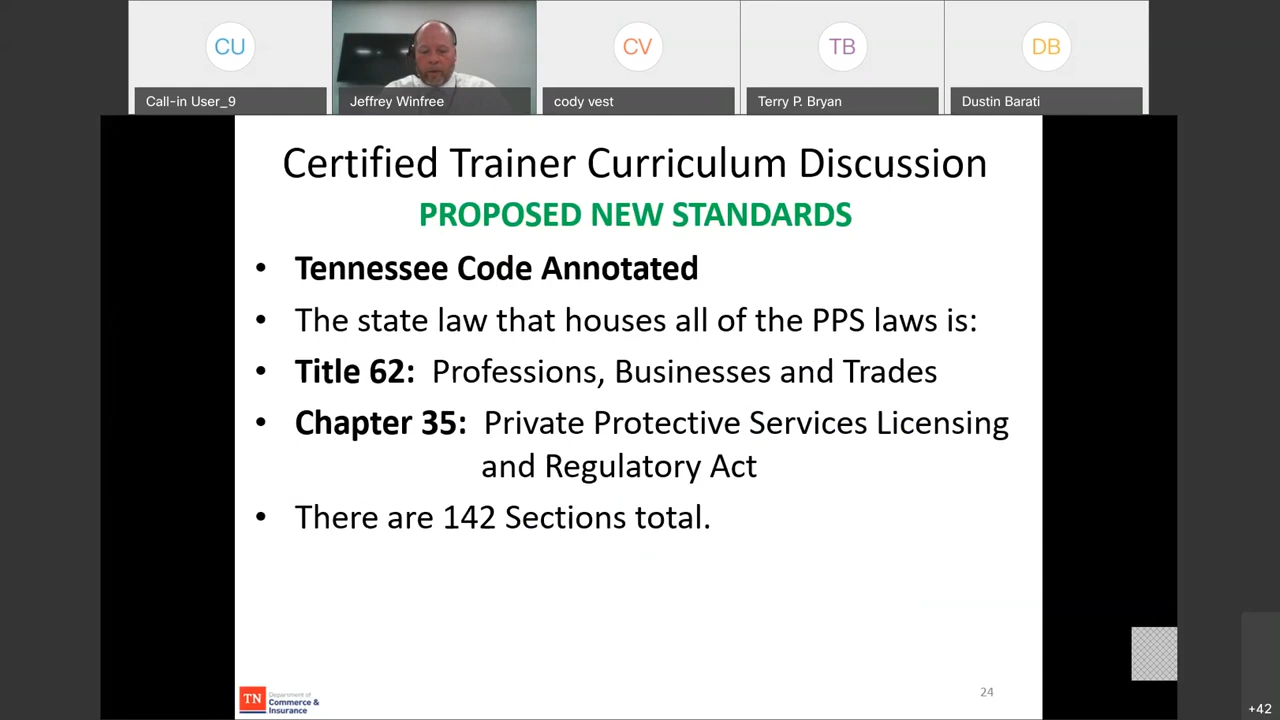 CU
CV
TB
DB
Call-in User_9
Jeffrey Winfree
cody vest
Terry P. Bryan
Dustin Barati
Certified Trainer Curriculum Discussion
PROPOSED NEW STANDARDS
• Tennessee Code Annotated
• The state law that houses all of the PPS laws is:
• Title 62: Professions, Businesses and Trades
• Chapter 35: Private Protective Services Licensing
and Regulatory Act
• There are 142 Sections total.
TN
Department of
Commerce &
Insurance
24
+42